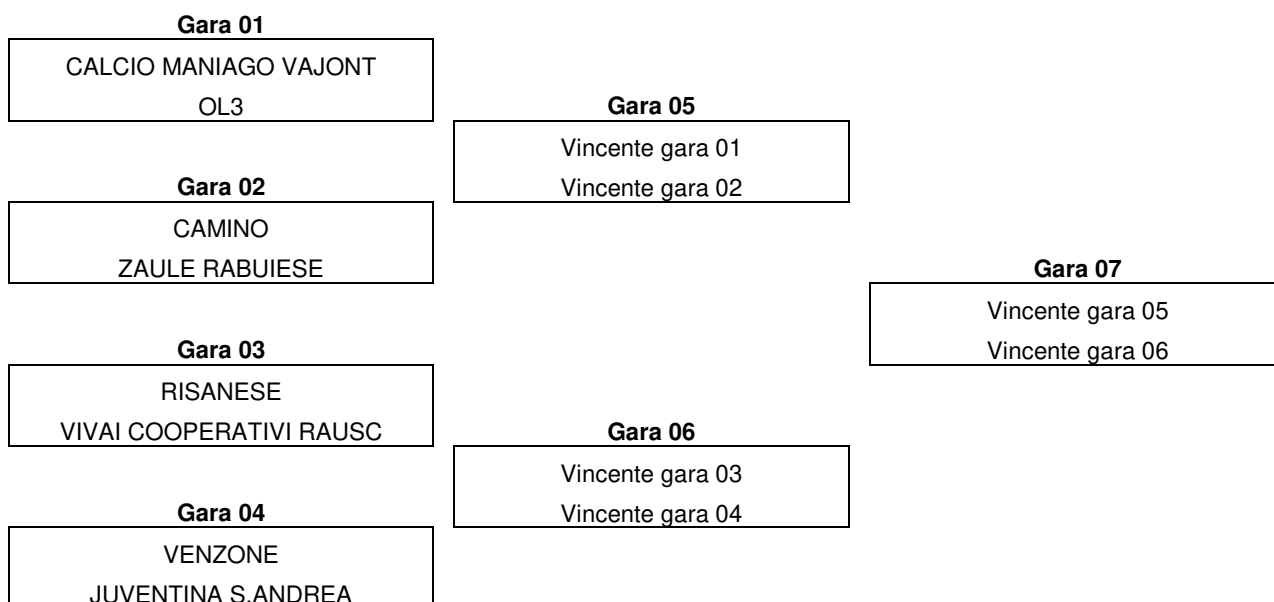 Gara 01
CALCIO MANIAGO VAJONT
OL3
Gara 02
CAMINO
ZAULE RABUIESE
Gara 03
RISANESE
VIVAI COOPERATIVI RAUSC
Gara 04
VENZONE
JUVENTINA S.ANDREA
Gara 05
Vincente gara 01
Vincente gara 02
Gara 06
Vincente gara 03
Vincente gara 04
Gara 07
Vincente gara 05
Vincente gara 06